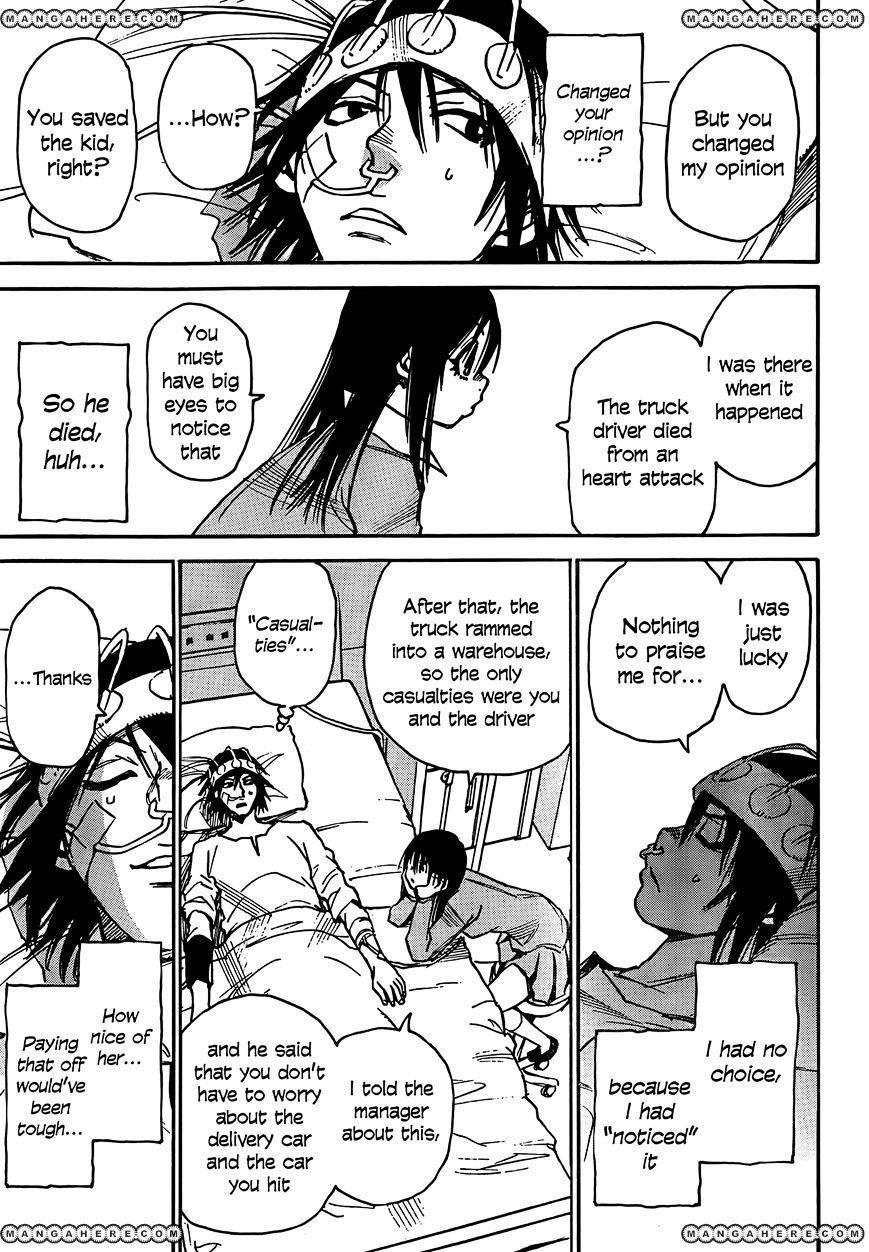 MANGAHERE.COM
MANGAHERE.COM
But you
changed
my opinion
Changed
your
opinion
...?
...How?
You saved
the kid,
right?
I was there
when it
happened
The truck
driver died
from an
heart attack
You
must
have big
eyes to
notice
that
So he
died,
huh...
I was
just
lucky
Nothing
to praise
me for...
I had no
choice,
because
I had
"noticed"
it
After that, the
truck rammed
into a warehouse,
so the only
casualties were you
and the driver
"Casual-
ties"...
I told the
manager
about this,
and he said
that you don't
have to worry
about the
delivery car
and the car
you hit
...Thanks
How
nice of
her...
Paying
that off
would've
been
tough...
MANGAHERE.COM
MANGAHERE.COM